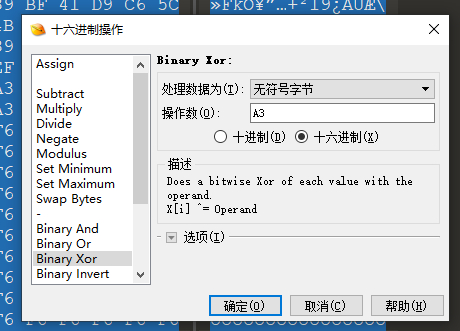 39 BF 41 D9 C6 5C
十六进制操作
Assign
Subtract
Multiply
Divide
Negate
Modulus
Set Minimum
Set Maximum
Swap Bytes
-
Binary And
Binary Or
Binary Xor
Binary Invert
Binary Xor:
处理数据为(T):
无符号字节
操作数(O):
A3
十进制(D)
十六进制(X)
描述
Does a bitwise Xor of each value with the
operand.
X[i] ^= Operand
选项(I)
确定(O)
取消(C)
帮助(H)